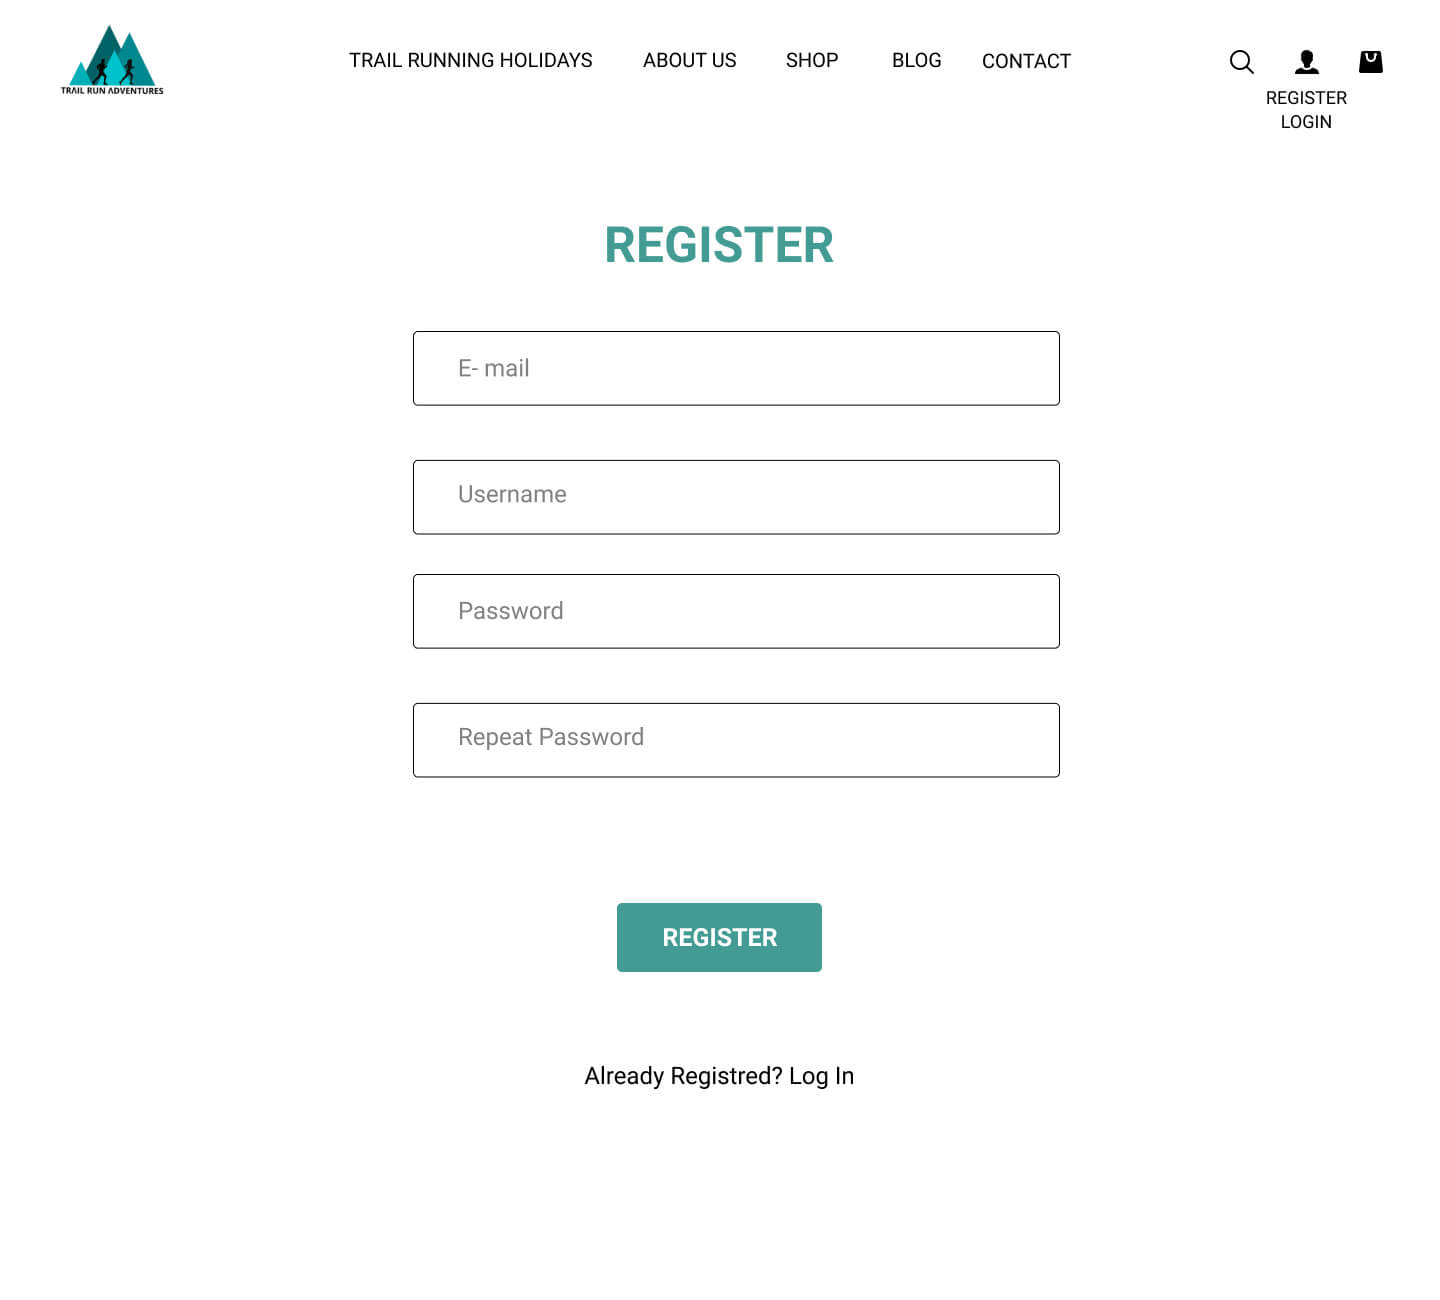 TRAIL RUN ADVENTURES
TRAIL RUNNING HOLIDAYS
ABOUT US
SHOP
BLOG
CONTACT
REGISTER
LOGIN
REGISTER
E- mail
Username
Password
Repeat Password
REGISTER
Already Registred? Log In